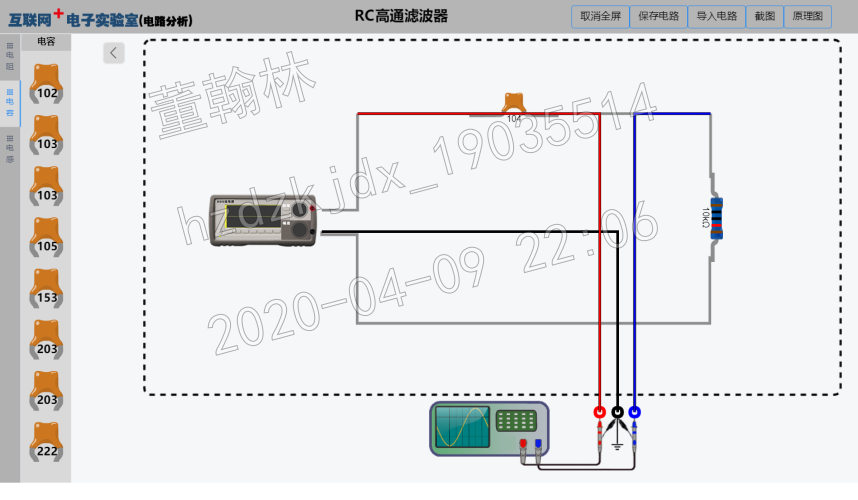 互联网+电子实验室(电路分析)
RC高通滤波器
取消全屏
保存电路
导入电路
截图
原理图
电阻
电容
电感
电容
102
103
103
105
153
203
203
222
104
10kΩ
董翰林
hzdzkjdx_19035514
2020-04-09 22:06